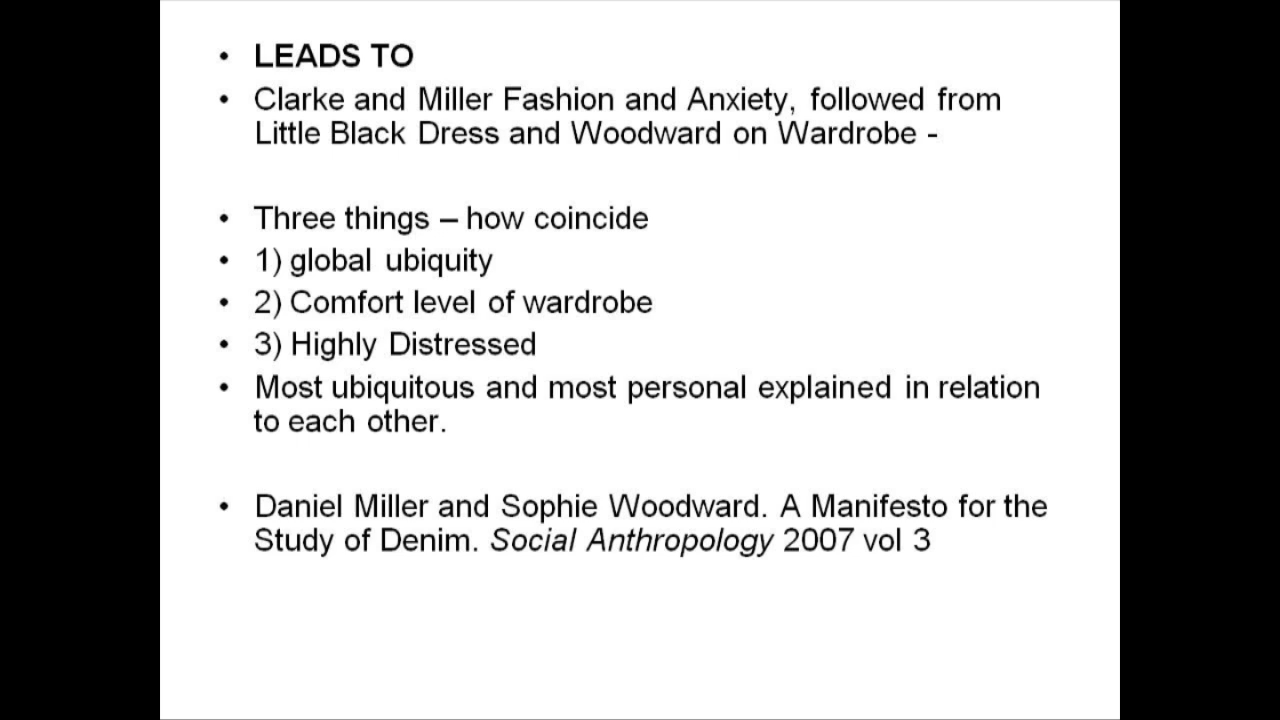 • LEADS TO
• Clarke and Miller Fashion and Anxiety, followed from
Little Black Dress and Woodward on Wardrobe -
• Three things – how coincide
• 1) global ubiquity
• 2) Comfort level of wardrobe
• 3) Highly Distressed
• Most ubiquitous and most personal explained in relation
to each other.
• Daniel Miller and Sophie Woodward. A Manifesto for the
Study of Denim. Social Anthropology 2007 vol 3